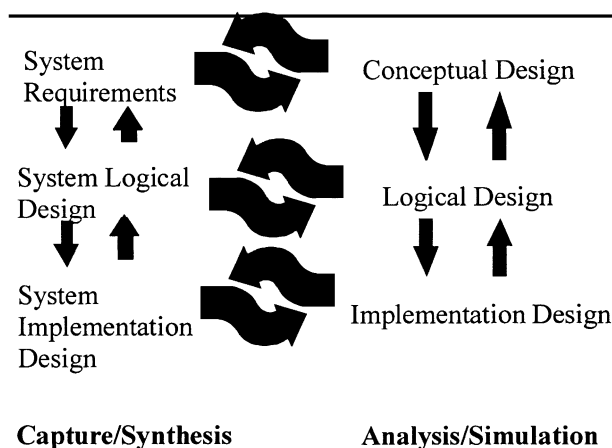 System
Requirements
Conceptual Design
System Logical
Design
Logical Design
System
Implementation
Design
Implementation Design
Capture/Synthesis
Analysis/Simulation